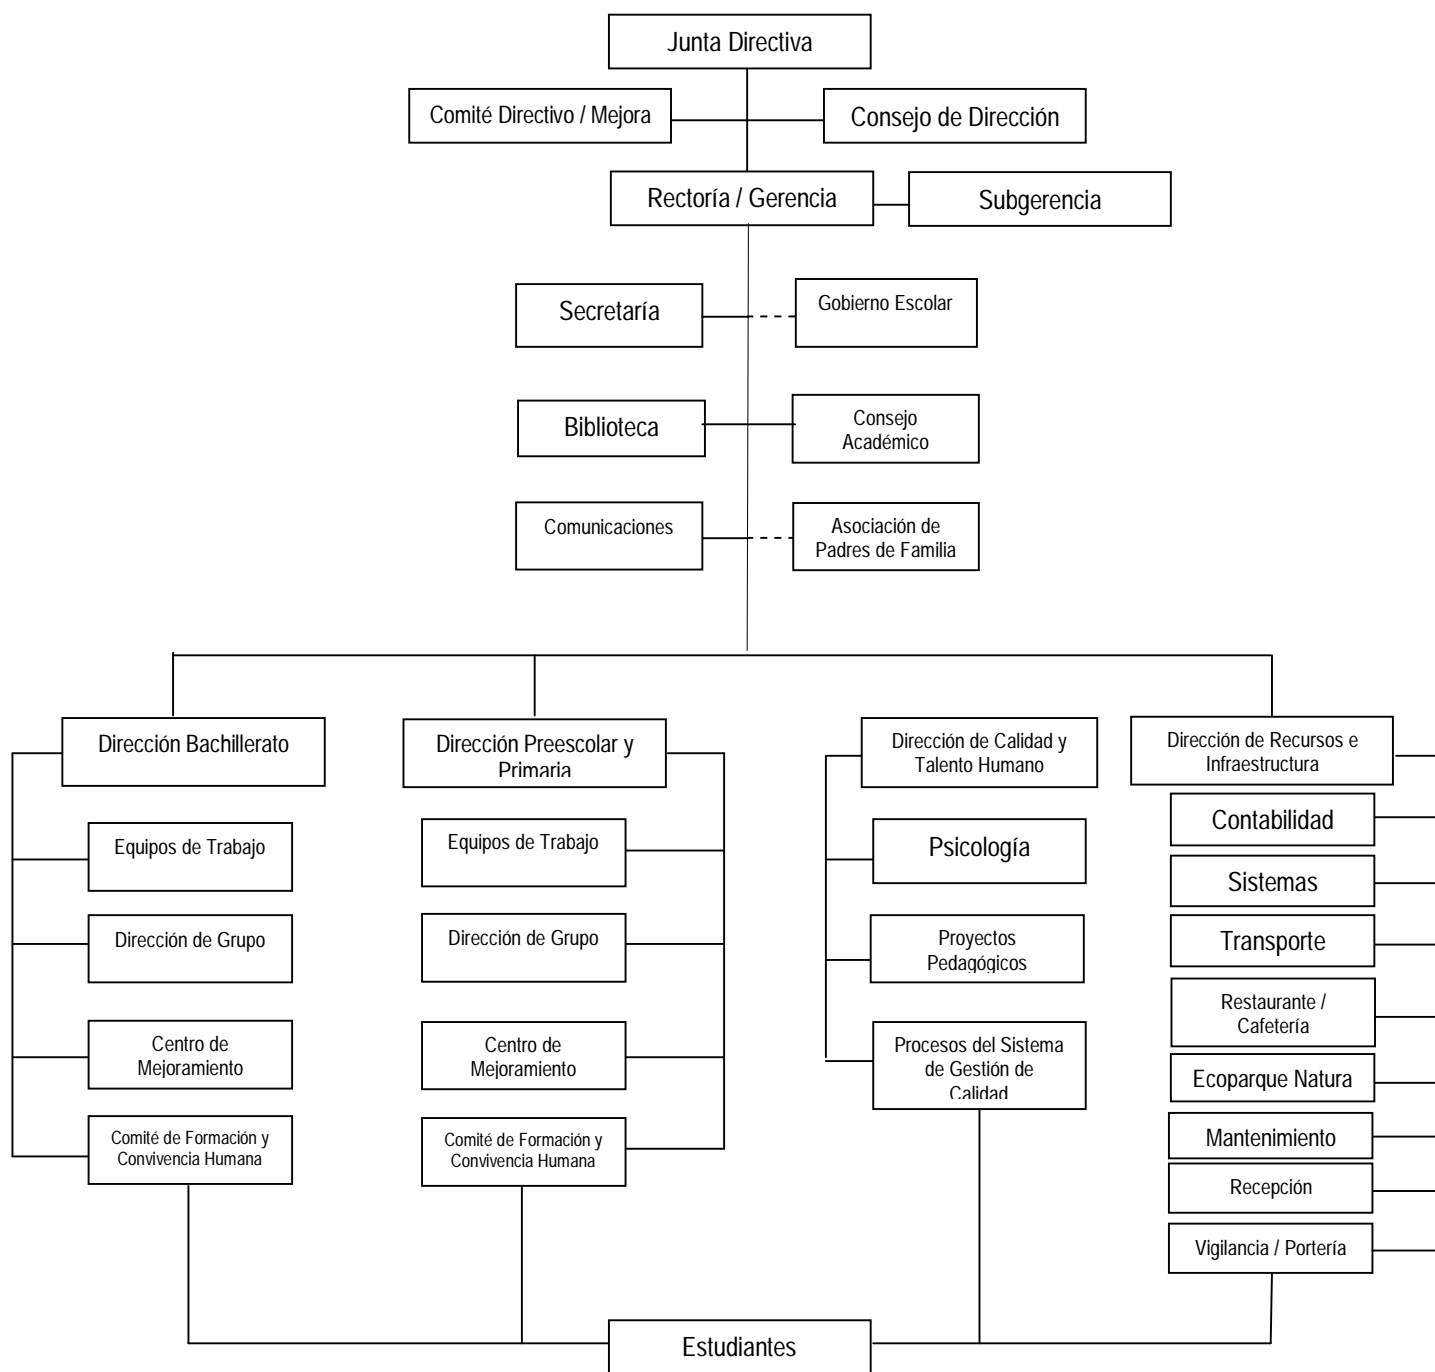 Junta Directiva
Comité Directivo / Mejora
Consejo de Dirección
Rectoría / Gerencia
Subgerencia
Secretaría
Gobierno Escolar
Biblioteca
Consejo
Académico
Comunicaciones
Asociación de
Padres de Familia
Dirección Bachillerato
Equipos de Trabajo
Dirección de Grupo
Centro de
Mejoramiento
Comité de Formación y
Convivencia Humana
Dirección Preescolar y
Primaria
Equipos de Trabajo
Dirección de Grupo
Centro de
Mejoramiento
Comité de Formación y
Convivencia Humana
Dirección de Calidad y
Talento Humano
Psicología
Proyectos
Pedagógicos
Procesos del Sistema
de Gestión de
Calidad
Dirección de Recursos e
Infraestructura
Contabilidad
Sistemas
Transporte
Restaurante /
Cafetería
Ecoparque Natura
Mantenimiento
Recepción
Vigilancia / Portería
Estudiantes